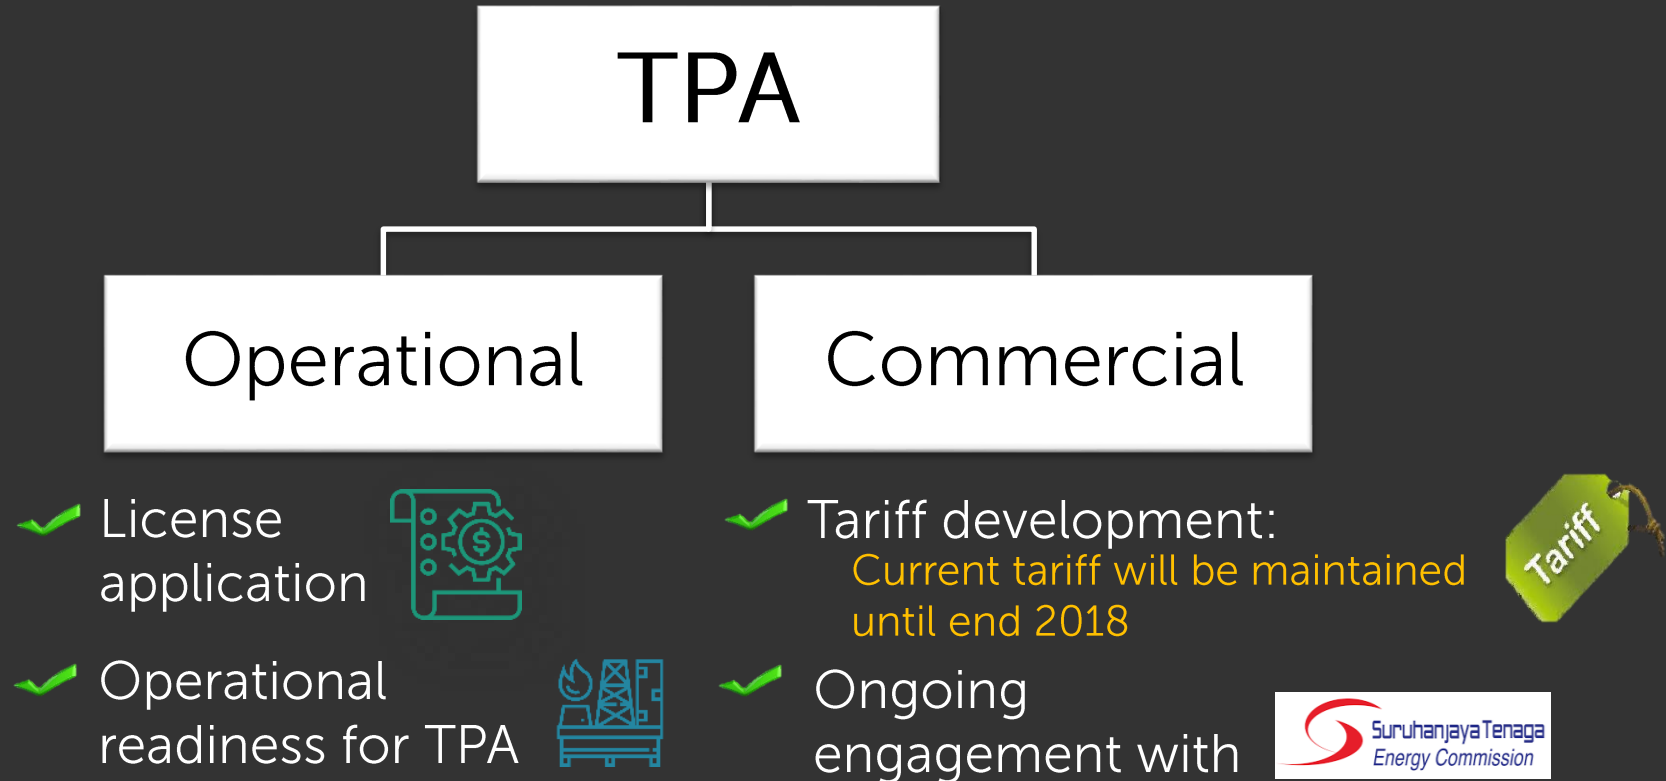 TPA
Operational
Commercial
License
application
Operational
readiness for TPA
Tariff development:
Current tariff will be maintained
until end 2018
Tariff
Ongoing
engagement with
Suruhanjaya Tenaga
Energy Commission